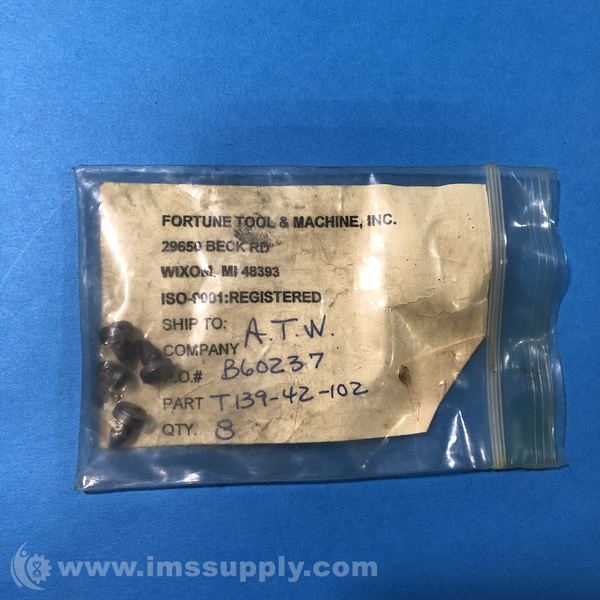 FORTUNE TOOL & MACHINE, INC.
29650 BECK RD
WIXOM, MI 48393
ISO-9001:REGISTERED
SHIP TO: A.T.W.
COMPANY
P.O.# B60237
PART T139-42-102
QTY. 8
www.imssupply.com